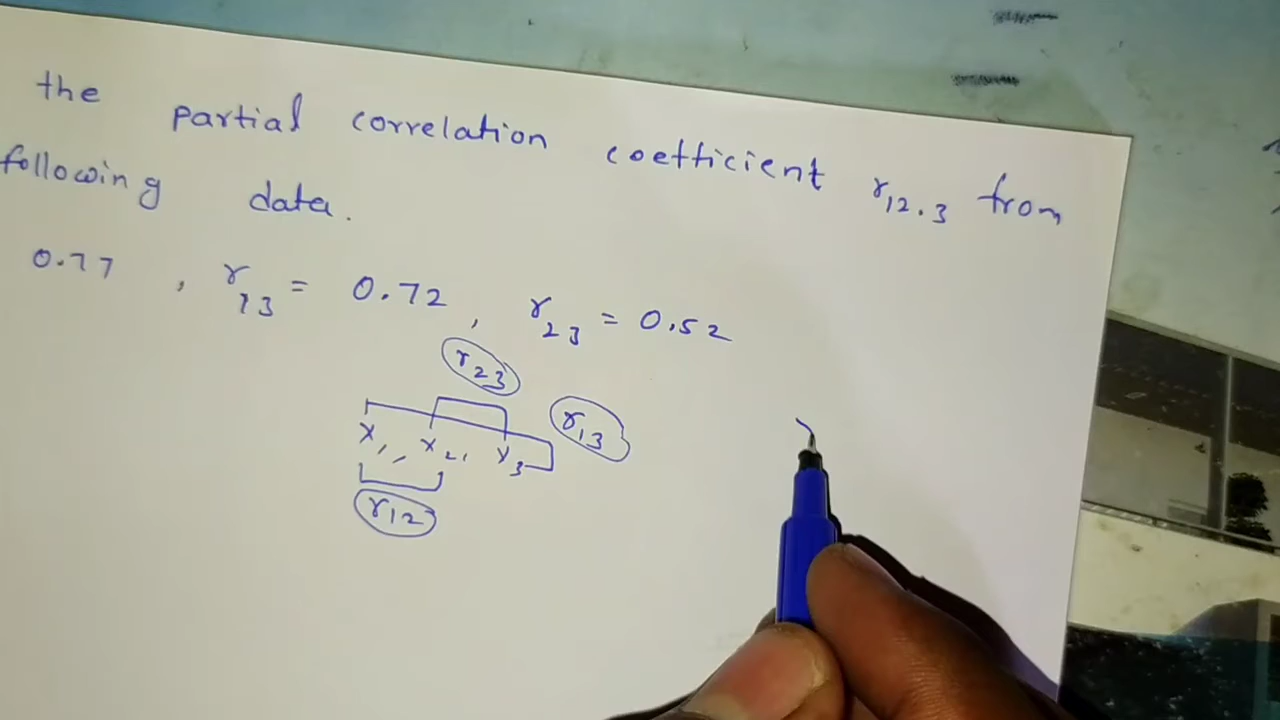 the partial correlation coefficient r12.3 from
following data.
0.77 , r13 = 0.72 , r23 = 0.52
r23
r13
x1, x2, x3
r12